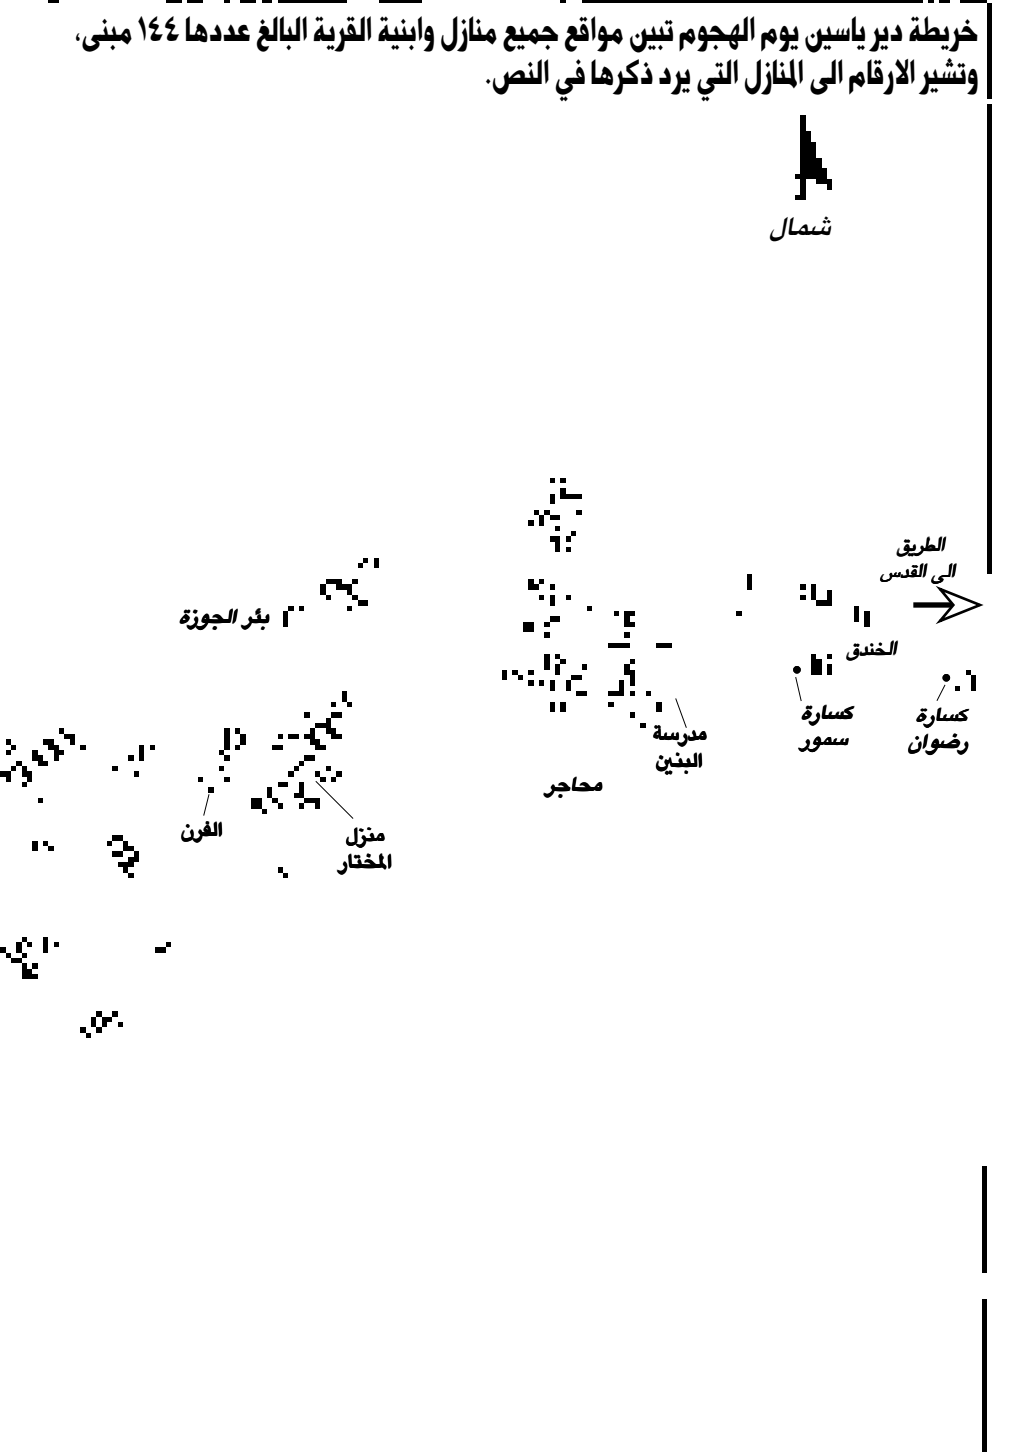 خريطة دير ياسين يوم الهجوم تبين مواقع جميع منازل وابنية القرية البالغ عددها ١٤٤ مبنى،
وتشير الارقام الى المنازل التي يرد ذكرها في النص.
شمال
الطريق
الى القدس
بئر الجوزة
الخندق
كسارة
رضوان
كسارة
سمور
مدرسة
البنين
محاجر
الفرن
منزل
المختار